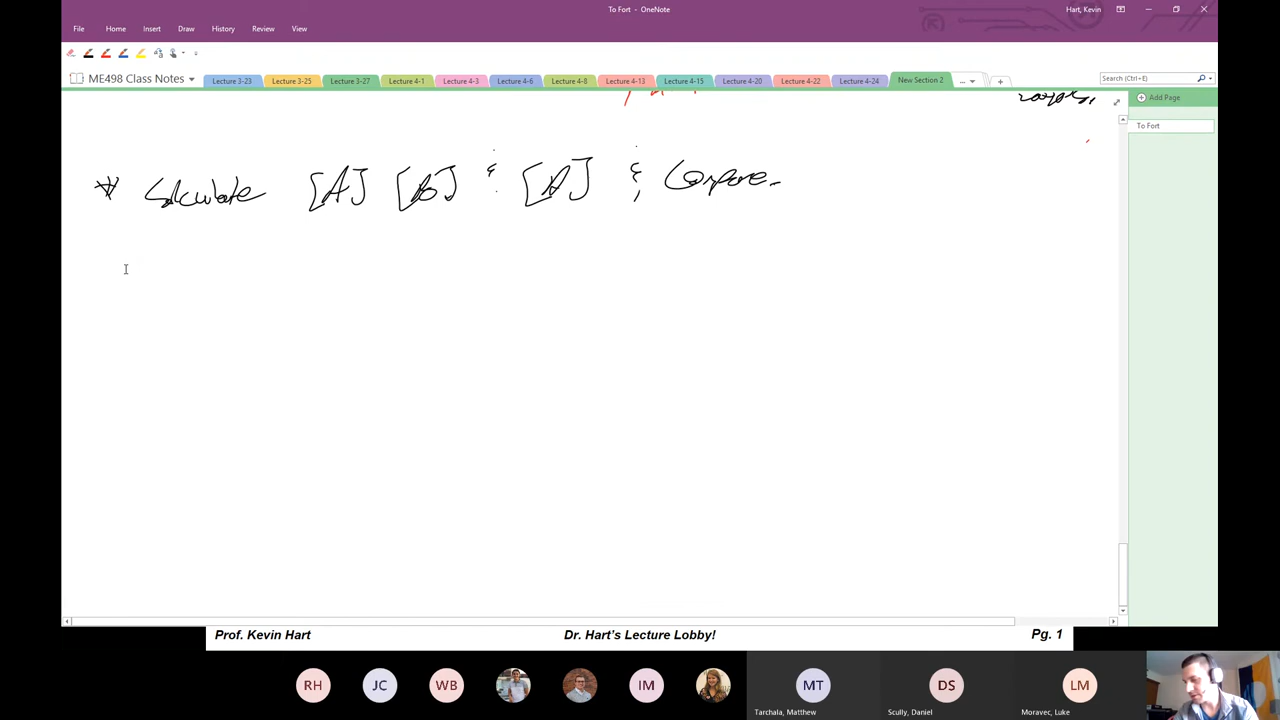 To Fort - OneNote
Hart, Kevin
File Home Insert Draw History Review View
ME498 Class Notes Lecture 3-23 Lecture 3-25 Lecture 3-27 Lecture 4-1 Lecture 4-3 Lecture 4-6 Lecture 4-8 Lecture 4-13 Lecture 4-15 Lecture 4-20 Lecture 4-22 Lecture 4-24 New Section 2 ... + Search (Ctrl+E)
Add Page
To Fort
* Calculate [A] [B] & [D] & Compare.
Prof. Kevin Hart Dr. Hart's Lecture Lobby! Pg. 1
RH JC WB IM MT DS LM
Tarchala, Matthew Scully, Daniel Moravec, Luke